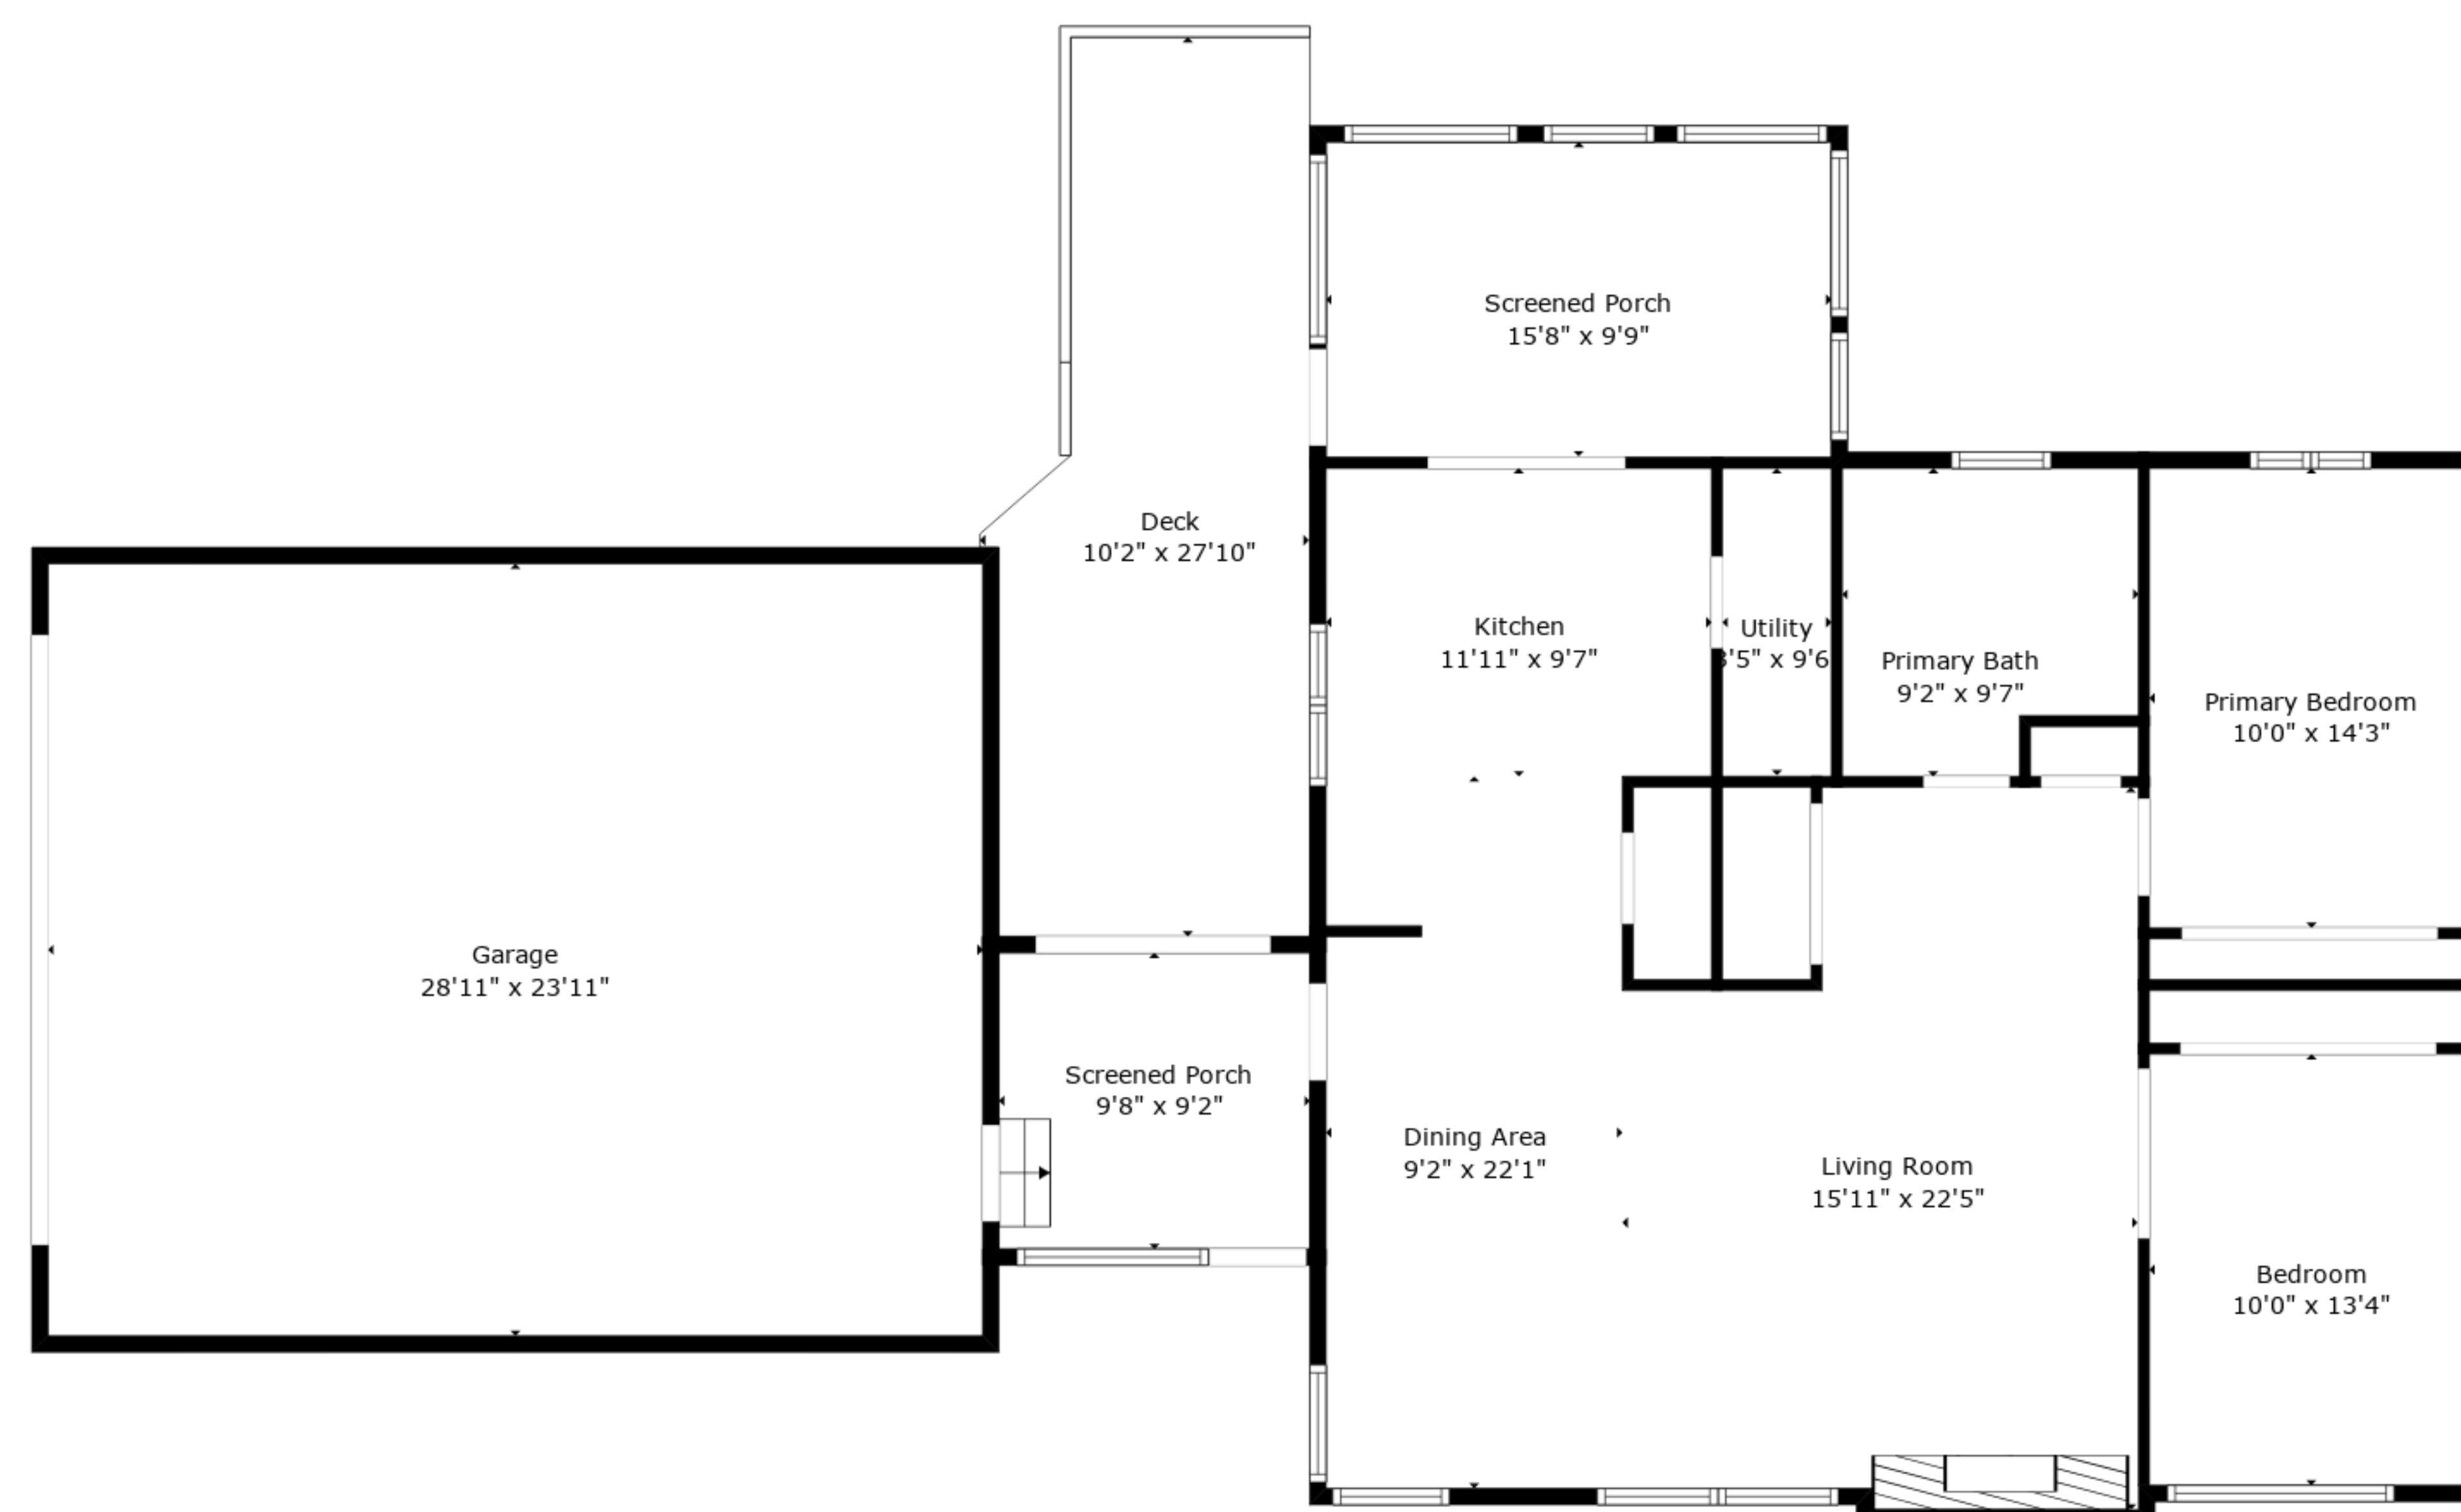 Screened Porch
15'8" x 9'9"
Deck
10'2" x 27'10"
Kitchen
11'11" x 9'7"
Utility
'5" x 9'6
Primary Bath
9'2" x 9'7"
Primary Bedroom
10'0" x 14'3"
Garage
28'11" x 23'11"
Screened Porch
9'8" x 9'2"
Dining Area
9'2" x 22'1"
Living Room
15'11" x 22'5"
Bedroom
10'0" x 13'4"